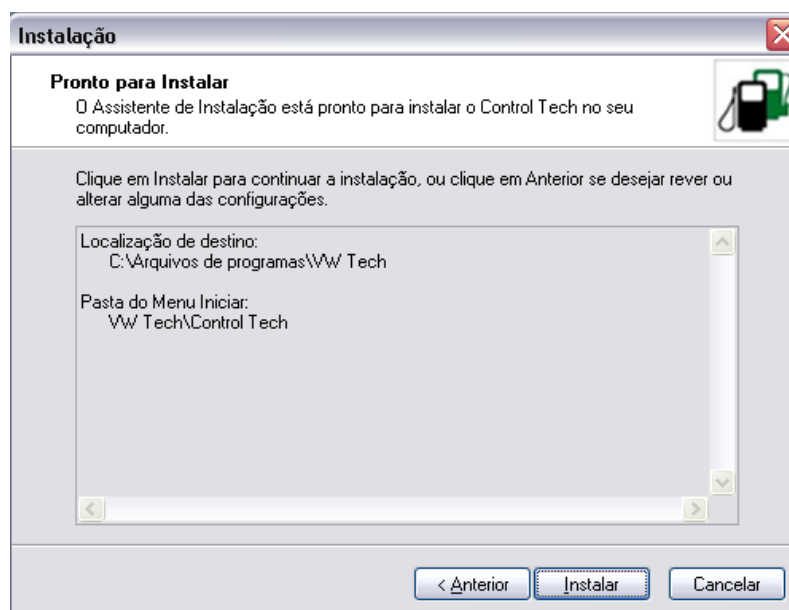 Instalação
Pronto para Instalar
O Assistente de Instalação está pronto para instalar o Control Tech no seu
computador.
Clique em Instalar para continuar a instalação, ou clique em Anterior se desejar rever ou
alterar alguma das configurações.
Localização de destino:
C:\Arquivos de programas\VW Tech
Pasta do Menu Iniciar:
VW Tech\Control Tech
< Anterior
Instalar
Cancelar